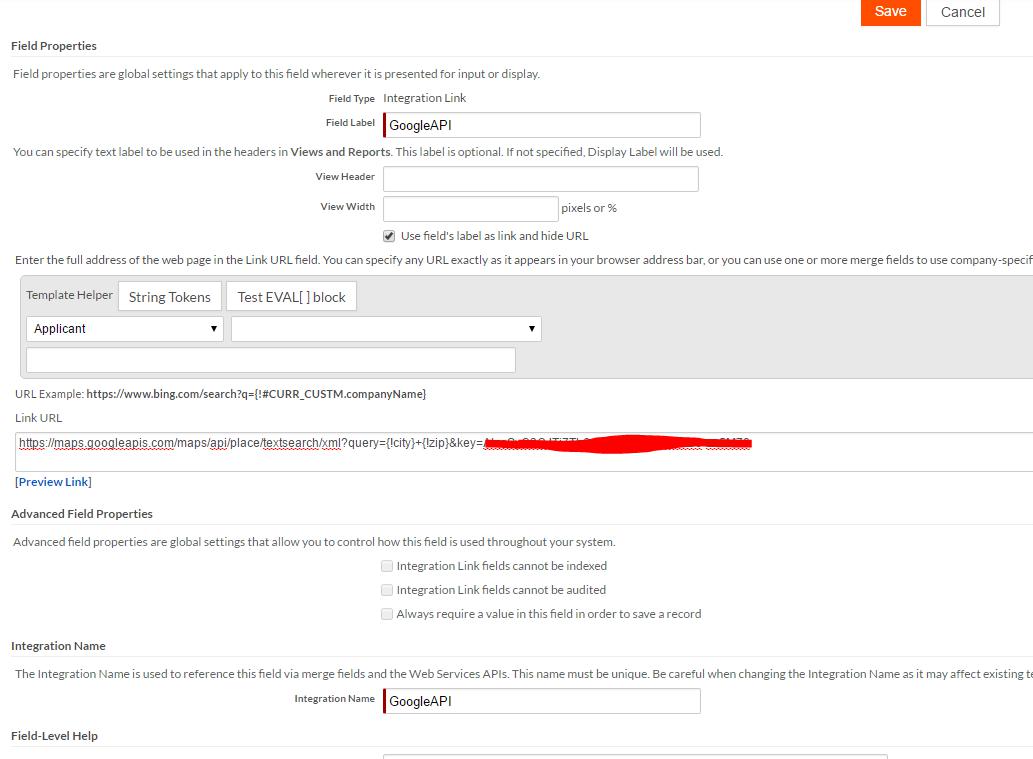 Save Cancel
Field Properties
Field properties are global settings that apply to this field wherever it is presented for input or display.
Field Type Integration Link
Field Label GoogleAPI
You can specify text label to be used in the headers in Views and Reports. This label is optional. If not specified, Display Label will be used.
View Header
View Width pixels or %
Use field's label as link and hide URL
Enter the full address of the web page in the Link URL field. You can specify any URL exactly as it appears in your browser address bar, or you can use one or more merge fields to use company-specif
Template Helper String Tokens Test EVAL[ ] block
Applicant
URL Example: https://www.bing.com/search?q={!#CURR_CUSTM.companyName}
Link URL
https://maps.googleapis.com/maps/api/place/textsearch/xml?query={!city}+{!zip}&key=
[Preview Link]
Advanced Field Properties
Advanced field properties are global settings that allow you to control how this field is used throughout your system.
Integration Link fields cannot be indexed
Integration Link fields cannot be audited
Always require a value in this field in order to save a record
Integration Name
The Integration Name is used to reference this field via merge fields and the Web Services APIs. This name must be unique. Be careful when changing the Integration Name as it may affect existing te
Integration Name GoogleAPI
Field-Level Help